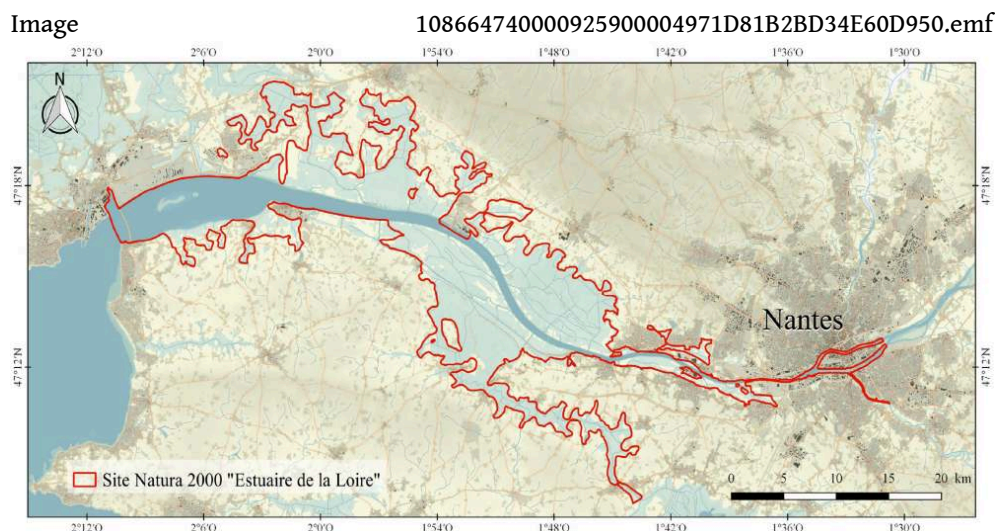 Image 108664740000925900004971D81B2BD34E60D950.emf
2°12'O 2°6'O 2°0'O 1°54'O 1°48'O 1°42'O 1°36'O 1°30'O
N
47°18'N 47°18'N
Nantes
47°12'N 47°12'N
Site Natura 2000 "Estuaire de la Loire"
0 5 10 15 20 km
2°12'O 2°6'O 2°0'O 1°54'O 1°48'O 1°42'O 1°36'O 1°30'O